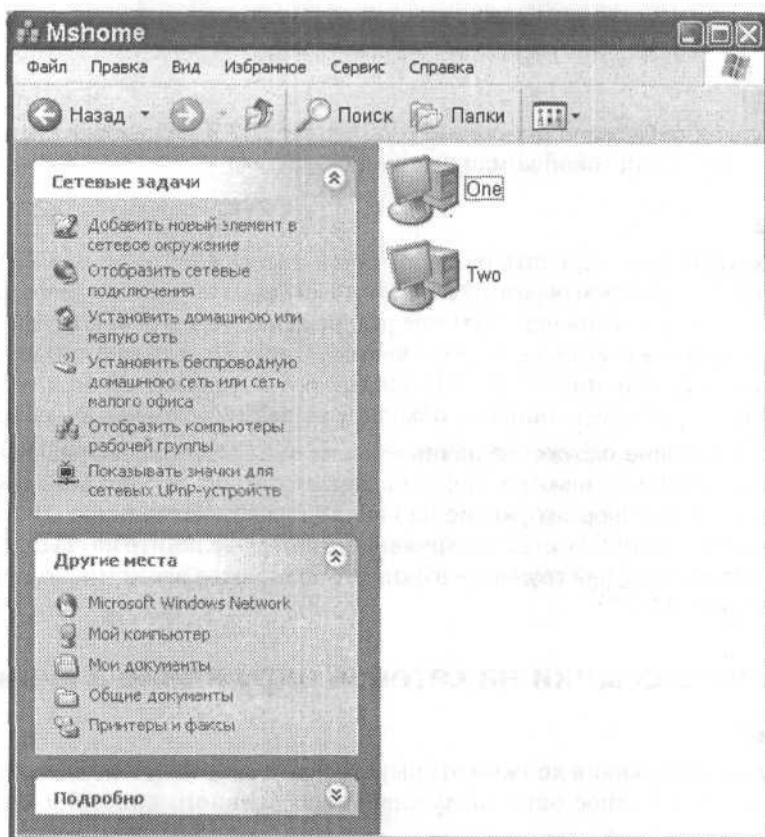 Mshome
Файл Правка Вид Избранное Сервис Справка
Назад Поиск Папки
Сетевые задачи
Добавить новый элемент в
сетевое окружение
Отобразить сетевые
подключения
Установить домашнюю или
малую сеть
Установить беспроводную
домашнюю сеть или сеть
малого офиса
Отобразить компьютеры
рабочей группы
Показывать значки для
сетевых UPnP-устройств
Другие места
Microsoft Windows Network
Мой компьютер
Мои документы
Общие документы
Принтеры и факсы
Подробно
One
Two